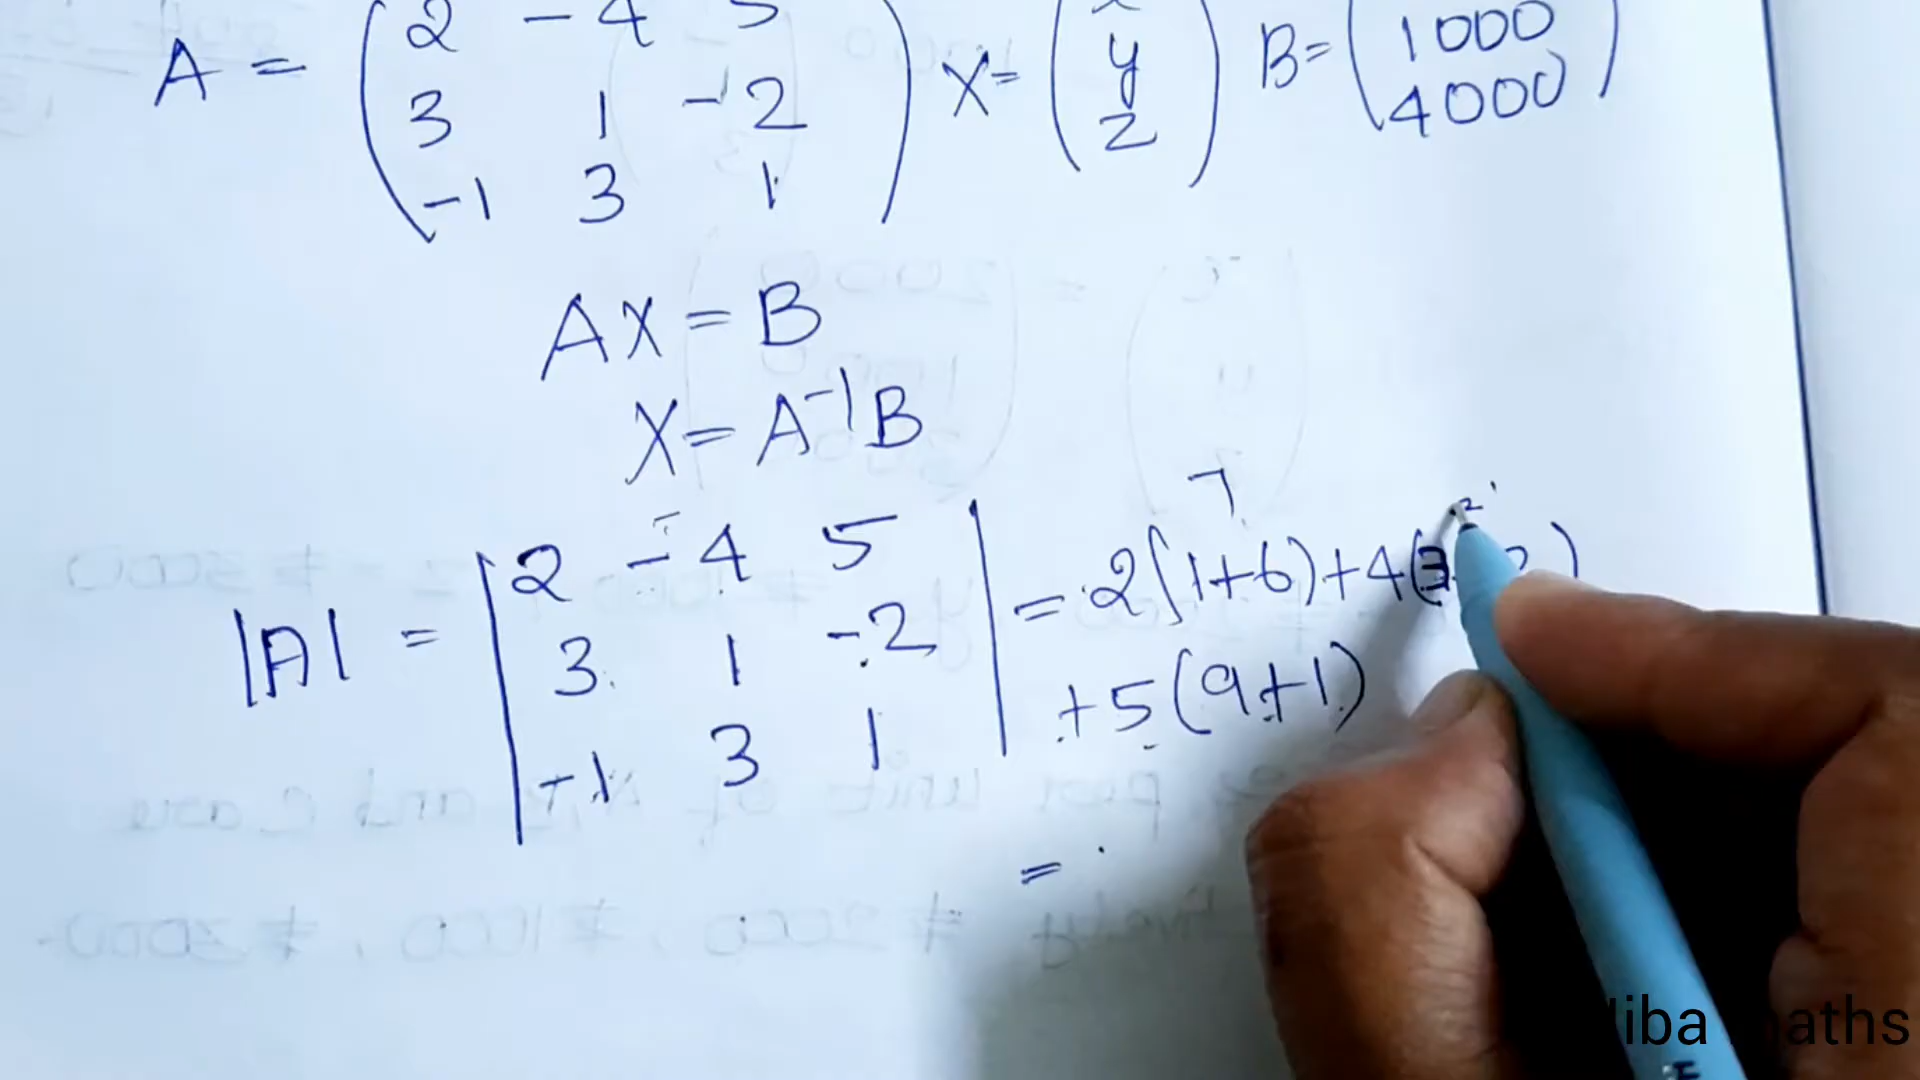 A = ( 2 -4 5 X= ( B= (1000
3 1 -2 y 4000)
-1 3 1 ) z )
AX = B
X = A⁻¹B
7
|A| = | 2 -4 5 | = 2(1+6)+4(3 )
3 1 -2 +5(9+1)
-1 3 1
=
iba aths